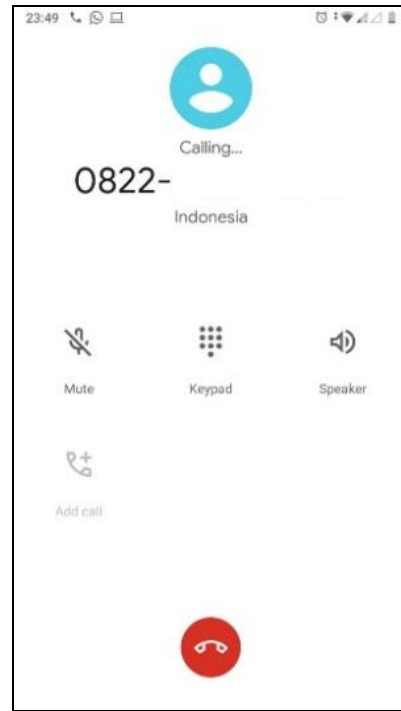 23:49
Calling...
0822-
Indonesia
Mute Keypad Speaker
Add call